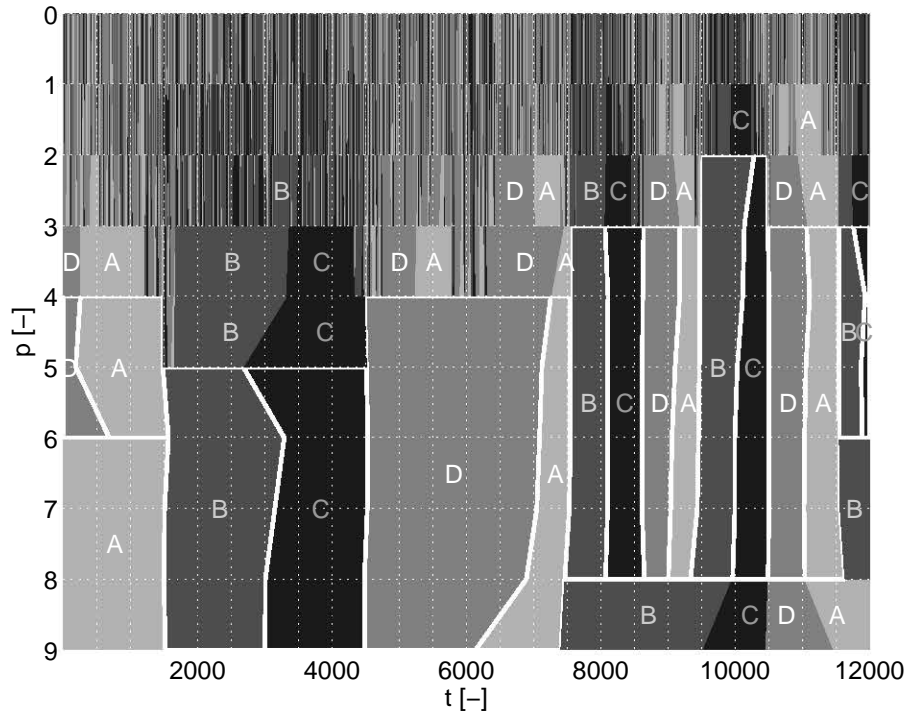 0
1
C A
2
B D A B C D A D A C
3
D A B C D A D A
4
B C B C
p [–]
5
D A B C
B C D A D A
6
D A
7
B C B
A
8
B C D A
9
2000 4000 6000 8000 10000 12000
t [–]